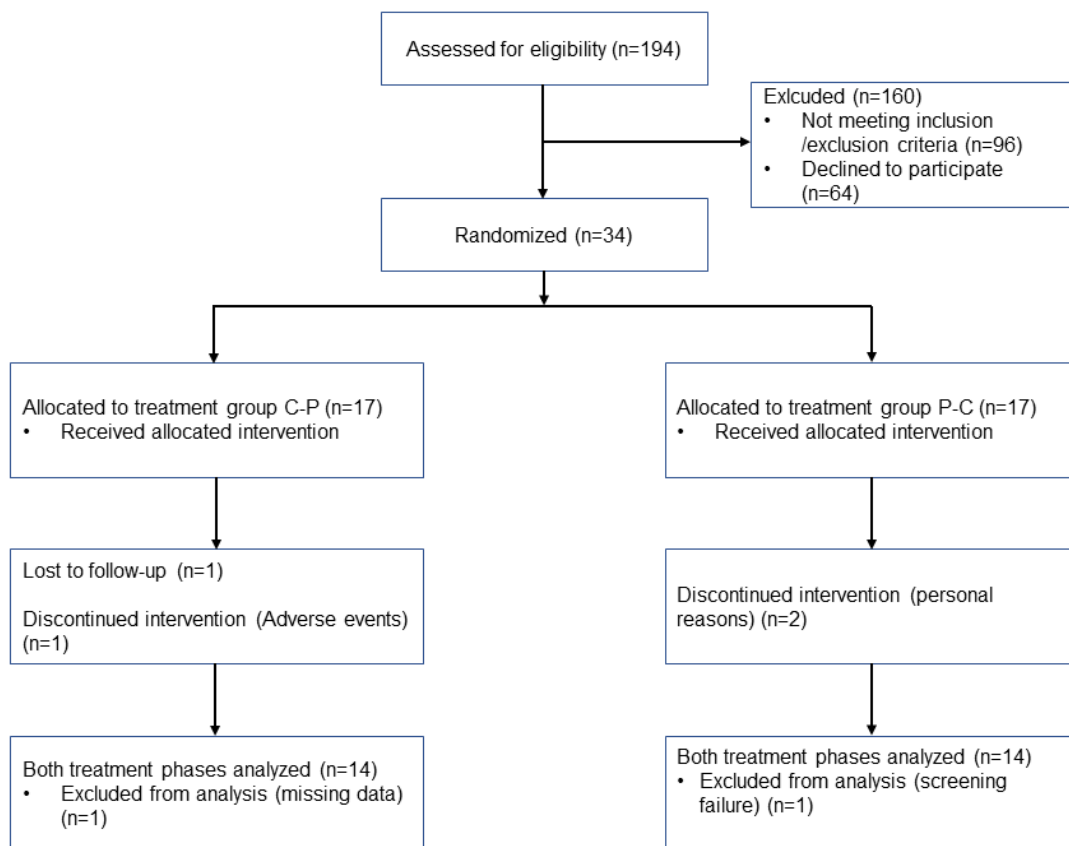 Assessed for eligibility (n=194)
Exlcuded (n=160)
• Not meeting inclusion
/exclusion criteria (n=96)
• Declined to participate
(n=64)
Randomized (n=34)
Allocated to treatment group C-P (n=17)
• Received allocated intervention
Allocated to treatment group P-C (n=17)
• Received allocated intervention
Lost to follow-up (n=1)
Discontinued intervention (Adverse events)
(n=1)
Discontinued intervention (personal
reasons) (n=2)
Both treatment phases analyzed (n=14)
• Excluded from analysis (missing data)
(n=1)
Both treatment phases analyzed (n=14)
• Excluded from analysis (screening
failure) (n=1)